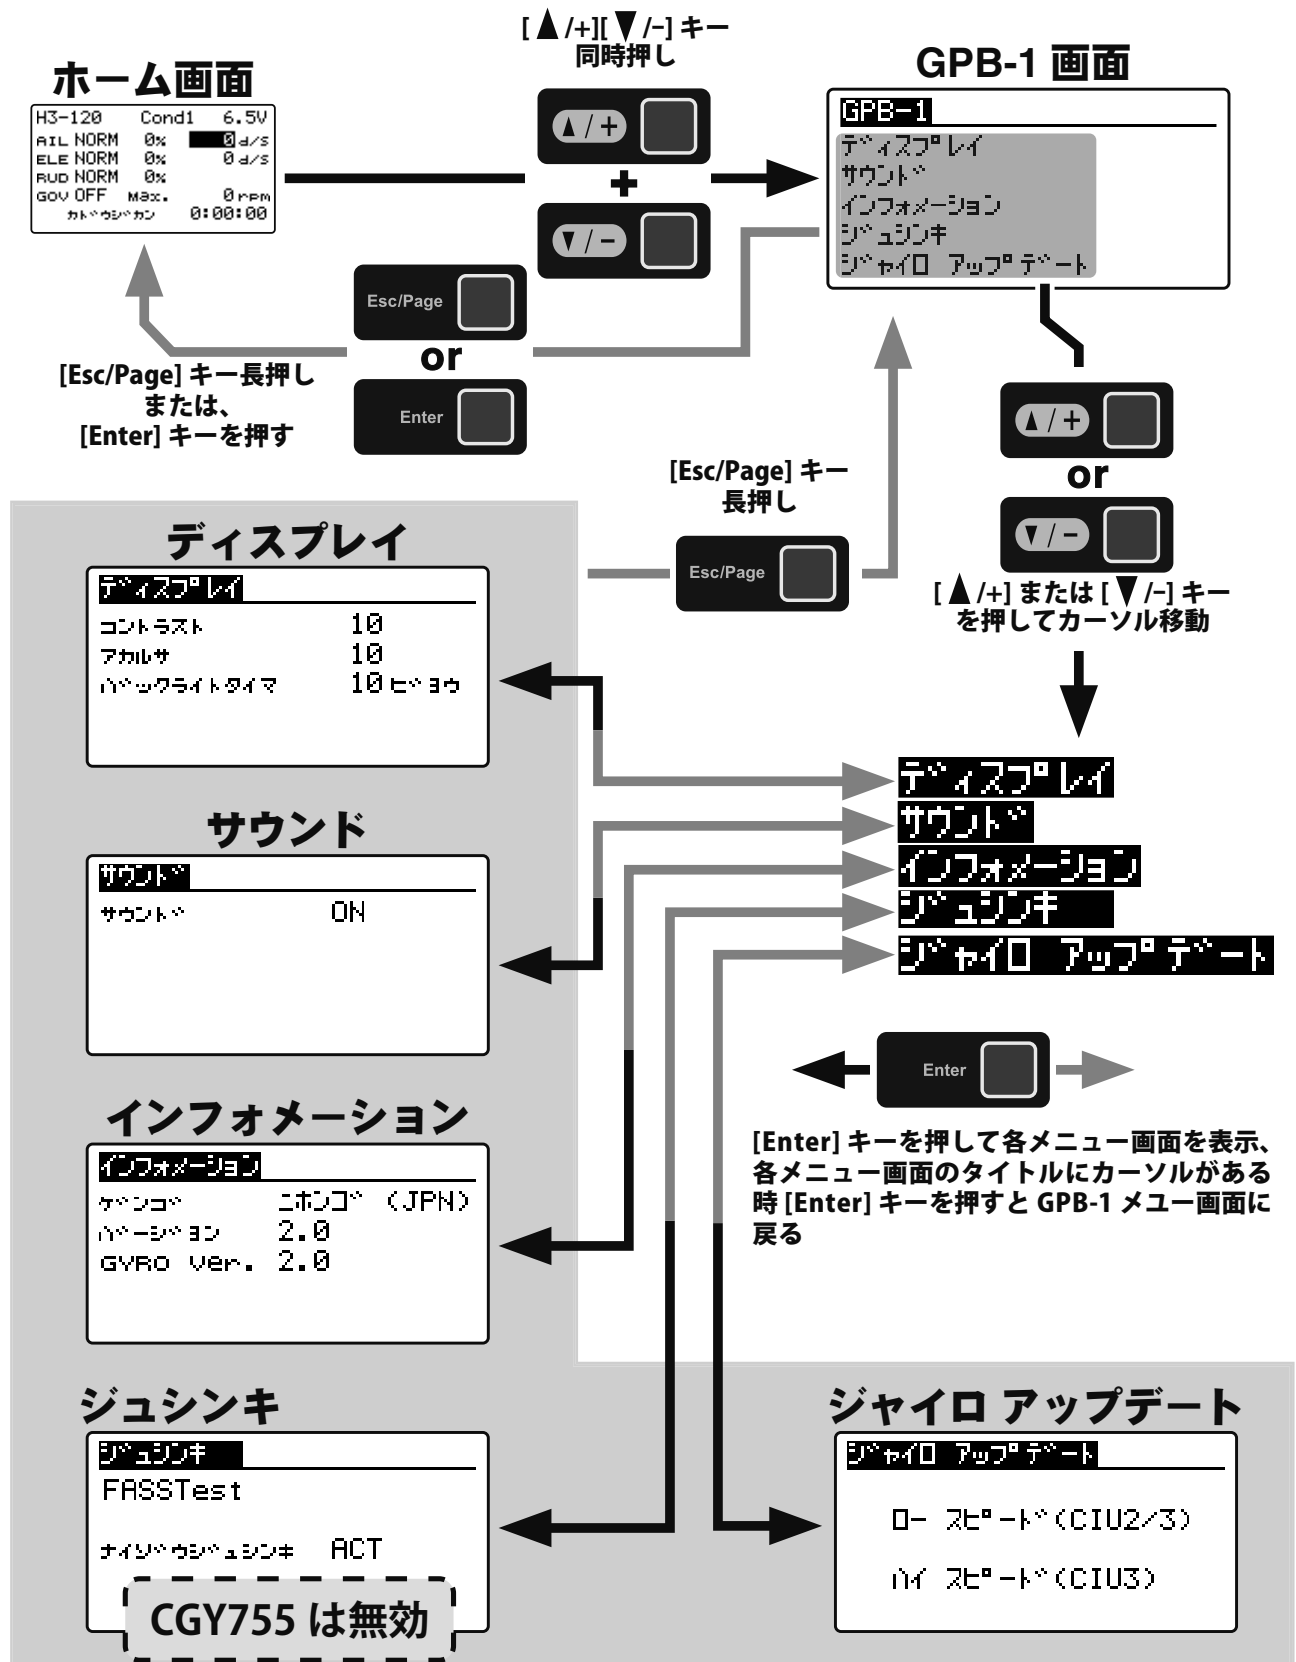 [▲/+][▼/-] キー
同時押し
ホーム画面
H3-120 Cond1 6.5V
AIL NORM 0% 0 d/s
ELE NORM 0% 0 d/s
RUD NORM 0%
GOV OFF Max. 0 rpm
カドウジカン 0:00:00
▲/+
+
▼/-
GPB-1 画面
GPB-1
ディスプレイ
サウンド
インフォメーション
ジュシンキ
ジャイロ アップデート
Esc/Page
or
Enter
[Esc/Page] キー長押し
または、
[Enter] キーを押す
▲/+
or
▼/-
[▲/+] または [▼/-] キー
を押してカーソル移動
[Esc/Page] キー
長押し
Esc/Page
ディスプレイ
ディスプレイ
コントラスト 10
アカルサ 10
バックライトタイマ 10 ビョウ
サウンド
サウンド
サウンド ON
インフォメーション
インフォメーション
ゲンゴ ニホンゴ (JPN)
バージョン 2.0
GYRO Ver. 2.0
ジュシンキ
ジュシンキ
FASSTest
ナイゾウジュシンキ ACT
CGY755 は無効
ディスプレイ
サウンド
インフォメーション
ジュシンキ
ジャイロ アップデート
Enter
[Enter] キーを押して各メニュー画面を表示、
各メニュー画面のタイトルにカーソルがある
時 [Enter] キーを押すと GPB-1 メユー画面に
戻る
ジャイロ アップデート
ジャイロ アップデート
ロー スピード(CIU2/3)
ハイ スピード(CIU3)